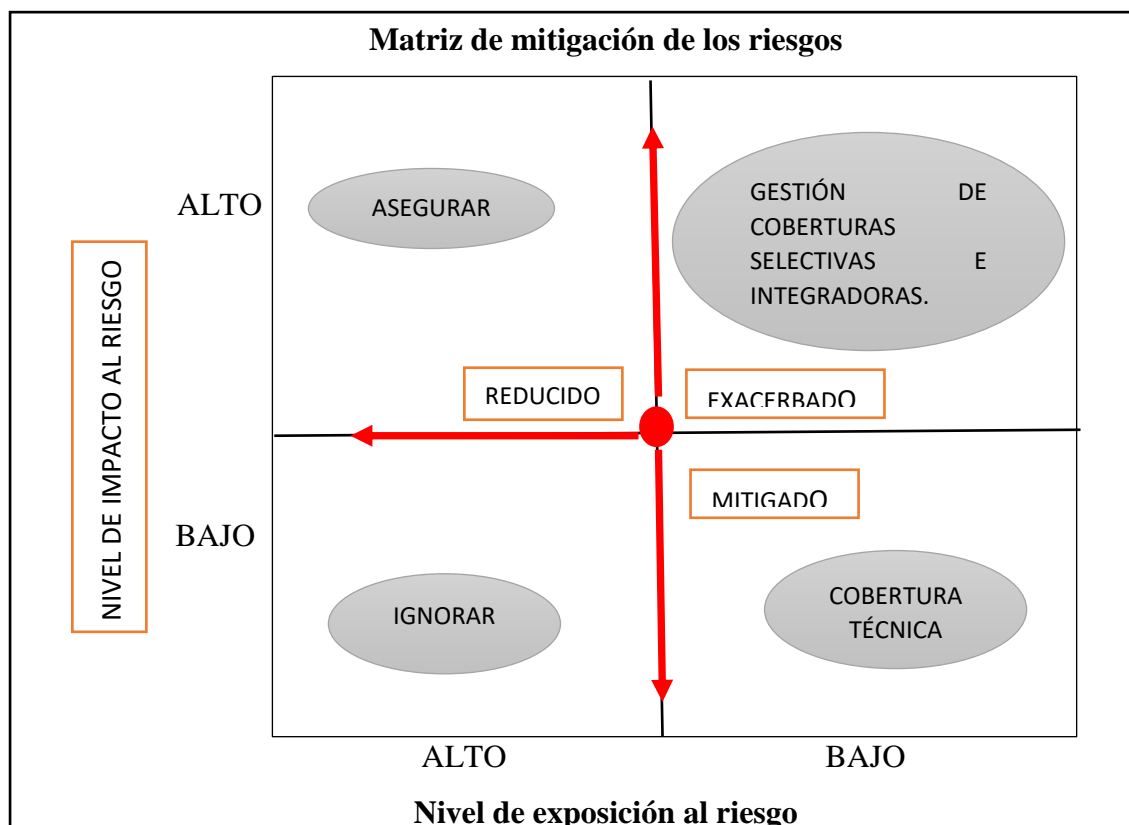 Matriz de mitigación de los riesgos
ALTO
ASEGURAR
GESTIÓN DE
COBERTURAS
SELECTIVAS E
INTEGRADORAS.
NIVEL DE IMPACTO AL RIESGO
REDUCIDO
EXACERBADO
MITIGADO
BAJO
IGNORAR
COBERTURA
TÉCNICA
ALTO
BAJO
Nivel de exposición al riesgo